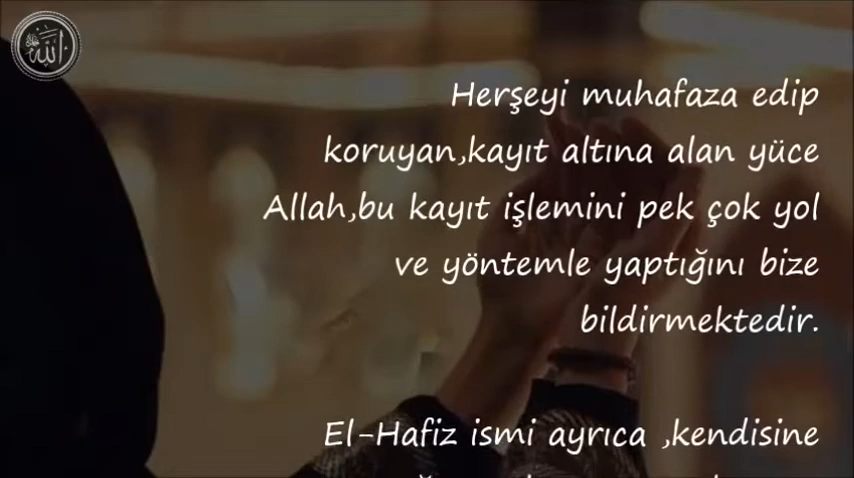 الله
Herşeyi muhafaza edip
koruyan,kayıt altına alan yüce
Allah,bu kayıt işlemini pek çok yol
ve yöntemle yaptığını bize
bildirmektedir.
El-Hafiz ismi ayrıca ,kendisine